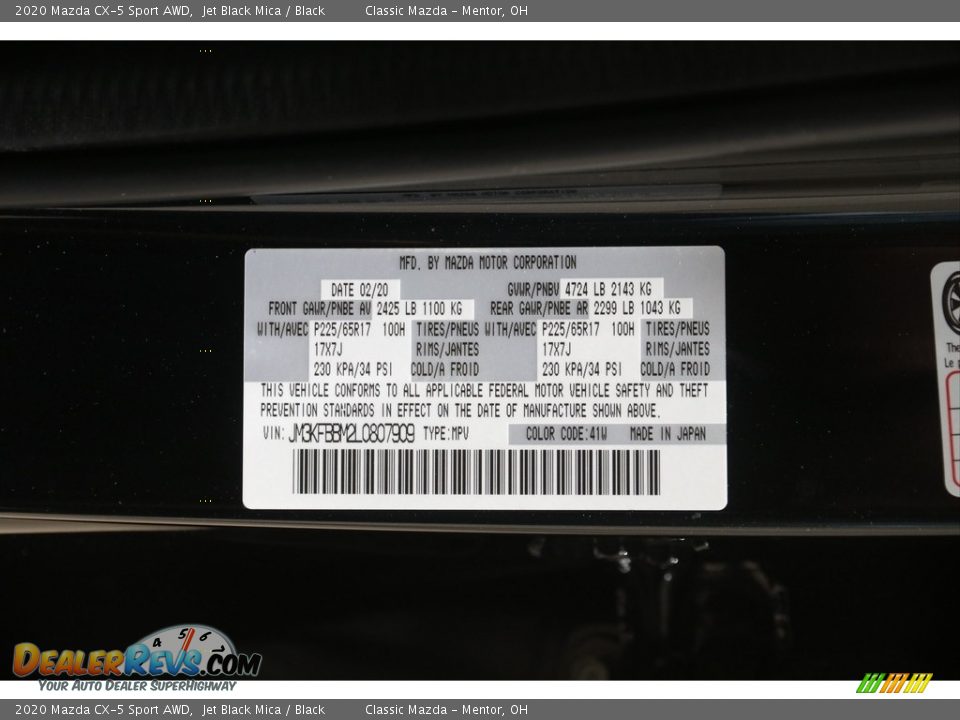 2020 Mazda CX-5 Sport AWD, Jet Black Mica / Black Classic Mazda - Mentor, OH
MFD. BY MAZDA MOTOR CORPORATION
DATE 02/20 GVWR/PNBV 4724 LB 2143 KG
FRONT GAWR/PNBE AV 2425 LB 1100 KG REAR GAWR/PNBE AR 2299 LB 1043 KG
WITH/AVEC P225/65R17 100H TIRES/PNEUS WITH/AVEC P225/65R17 100H TIRES/PNEUS
17X7J RIMS/JANTES 17X7J RIMS/JANTES
230 KPA/34 PSI COLD/A FROID 230 KPA/34 PSI COLD/A FROID
THIS VEHICLE CONFORMS TO ALL APPLICABLE FEDERAL MOTOR VEHICLE SAFETY AND THEFT
PREVENTION STANDARDS IN EFFECT ON THE DATE OF MANUFACTURE SHOWN ABOVE.
VIN: JM3KFBBM2L0807909 TYPE:MPV COLOR CODE:41W MADE IN JAPAN
The
Le p
4 5 6
DealerRevs.com
Your Auto Dealer SuperHighway
2020 Mazda CX-5 Sport AWD, Jet Black Mica / Black Classic Mazda - Mentor, OH